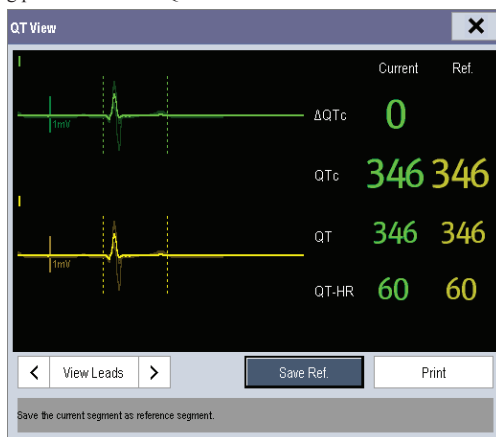 QT View
Current Ref.
I
1mV
ΔQTc 0
QTc 346 346
I
1mV
QT 346 346
QT-HR 60 60
View Leads
Save Ref.
Print
Save the current segment as reference segment.